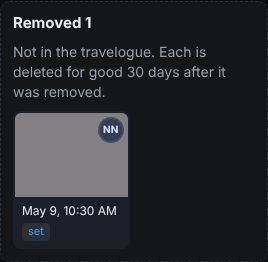 Removed 1
Not in the travelogue. Each is
deleted for good 30 days after it
was removed.
NN
May 9, 10:30 AM
set